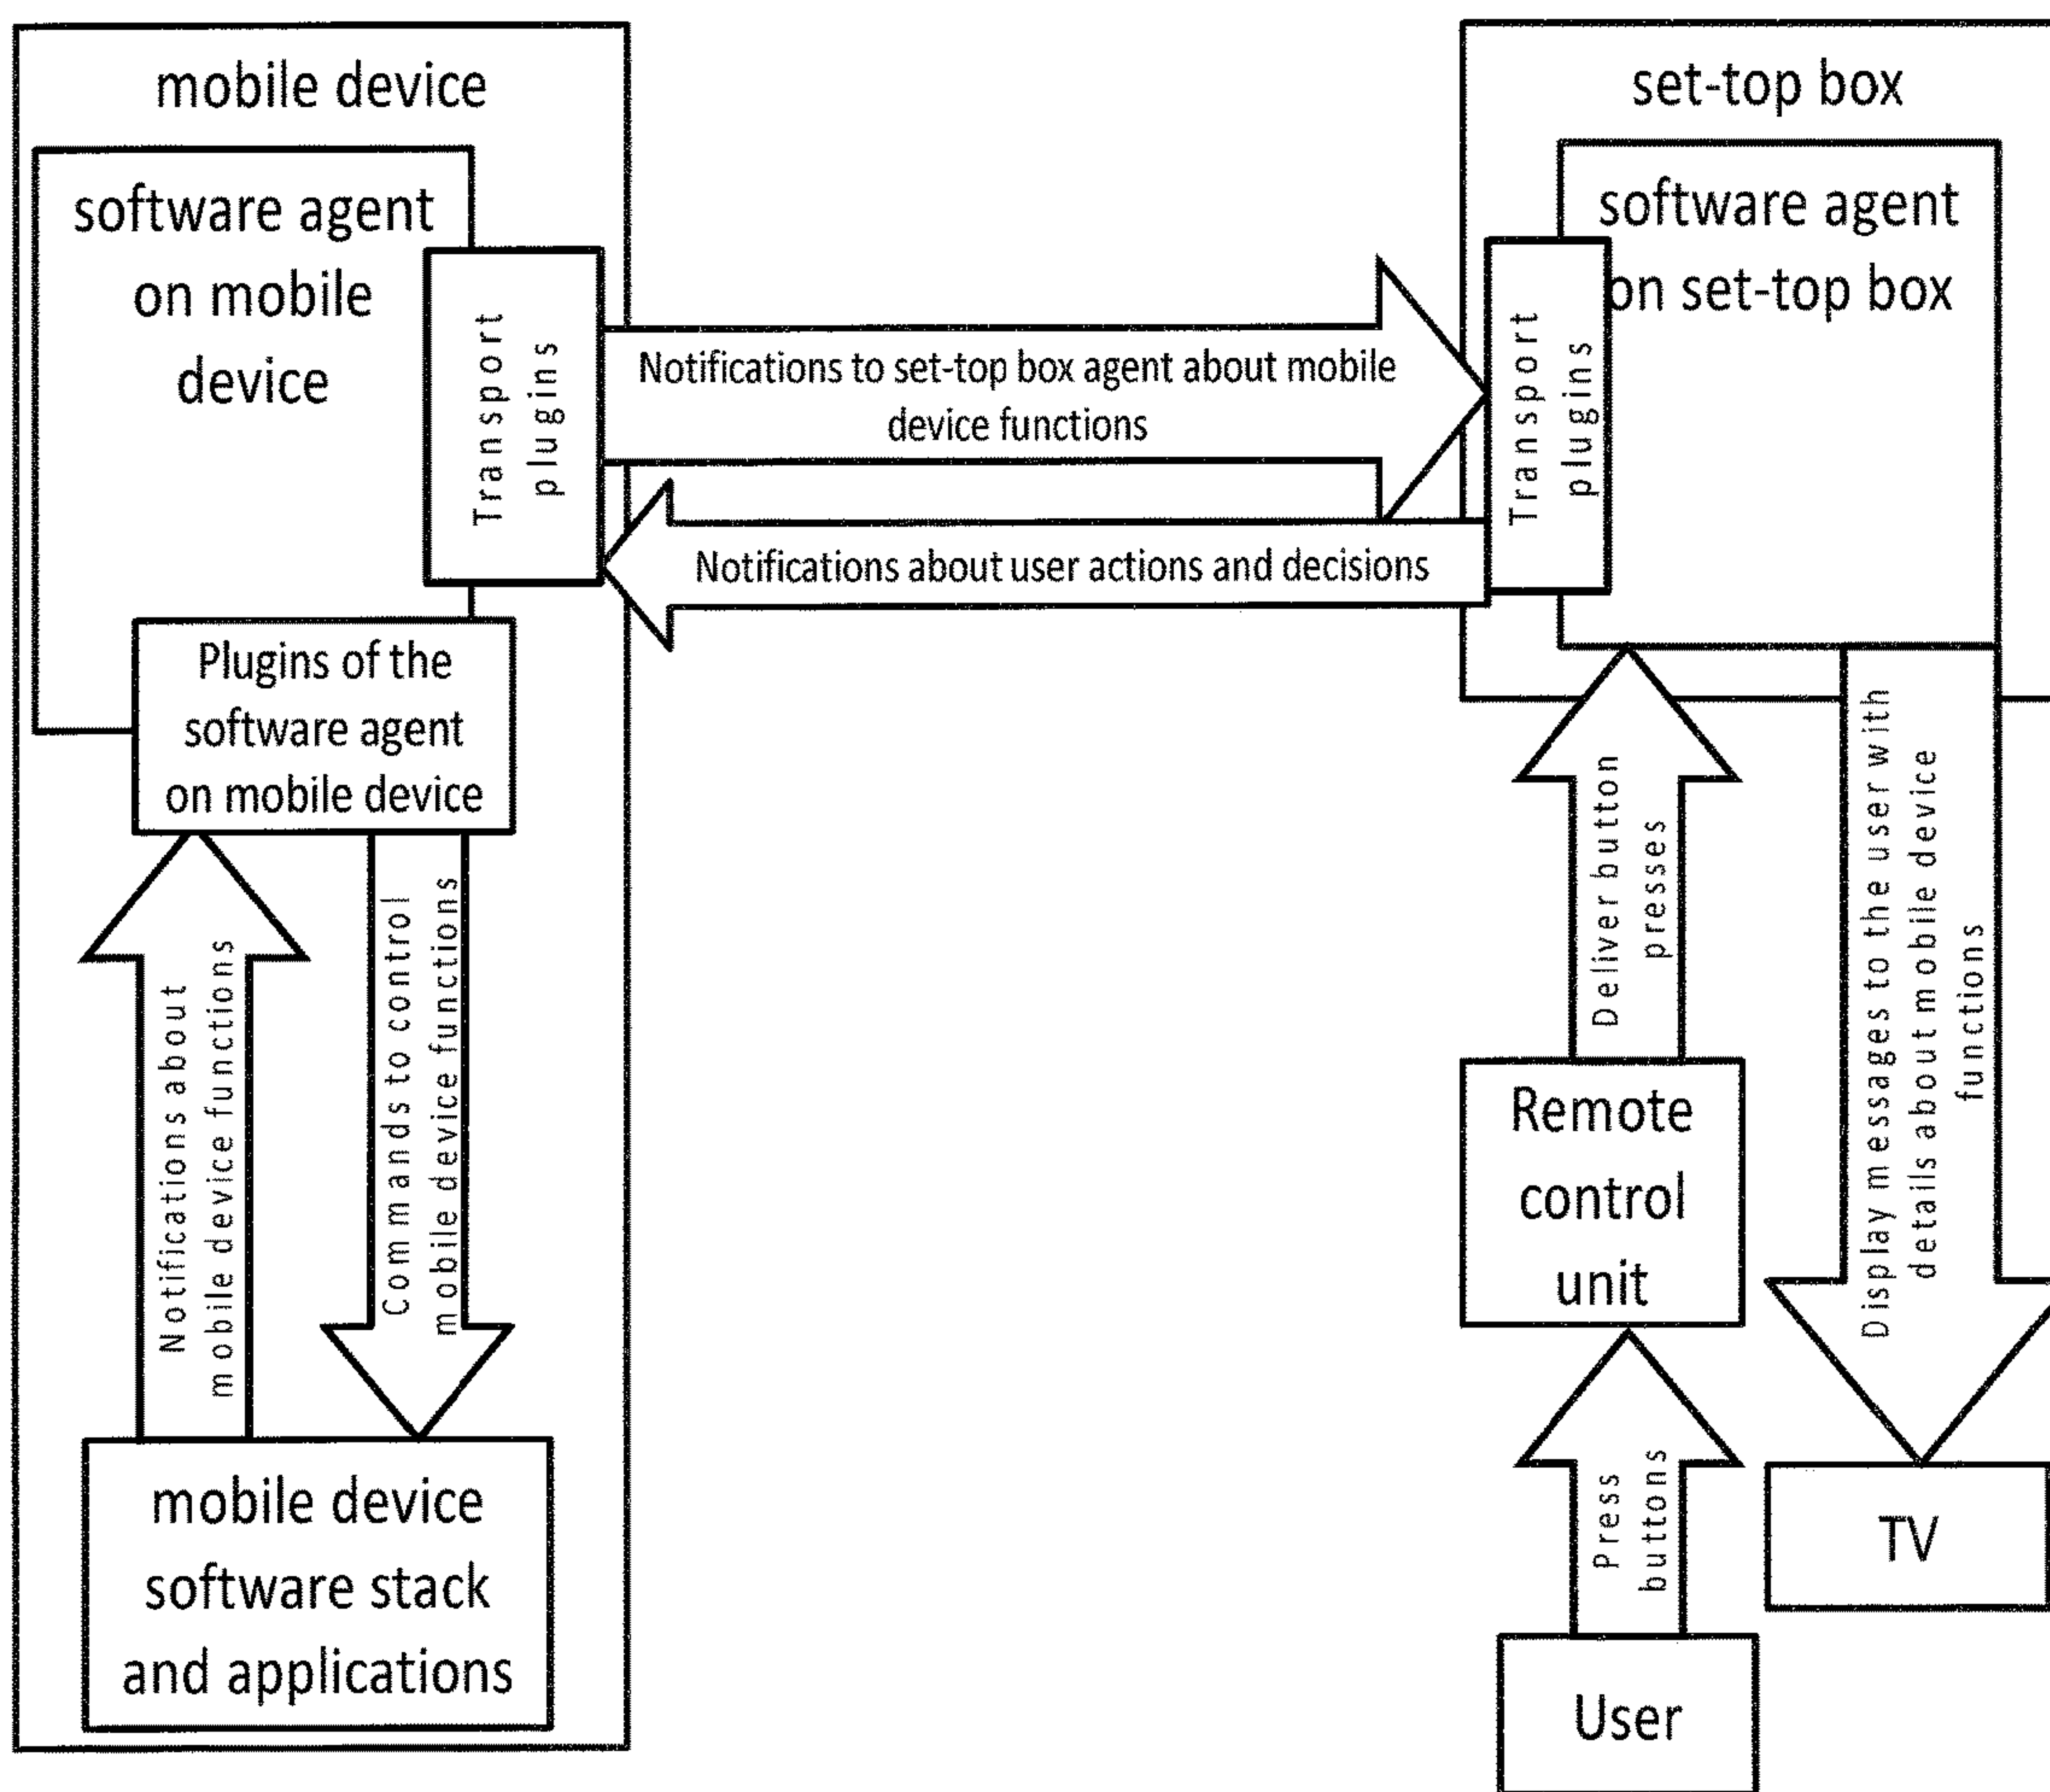 mobile device
software agent
on mobile
device
Transport
plugins
Plugins of the
software agent
on mobile device
Notifications about
mobile device functions
Commands to control
mobile device functions
mobile device
software stack
and applications
Notifications to set-top box agent about mobile
device functions
Notifications about user actions and decisions
set-top box
software agent
on set-top box
Transport
plugins
Deliver button
presses
Display messages to the user with
details about mobile device
functions
Remote
control
unit
Press
buttons
TV
User